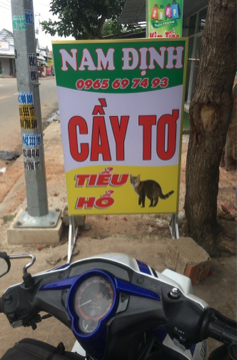 NAM ĐỊNH
0965 69 74 93
CẦY TƠ
TIỂU
HỔ